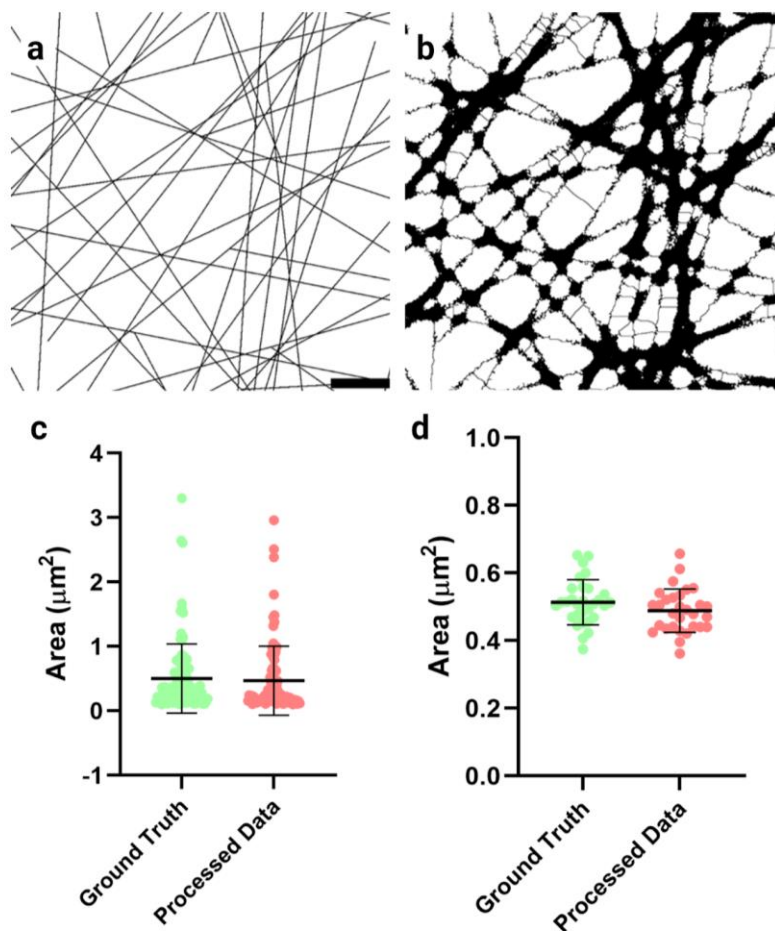 a
b
c
Area (μm²)
4
3
2
1
0
-1
Ground Truth
Processed Data
d
Area (μm²)
1.0
0.8
0.6
0.4
0.2
0.0
Ground Truth
Processed Data